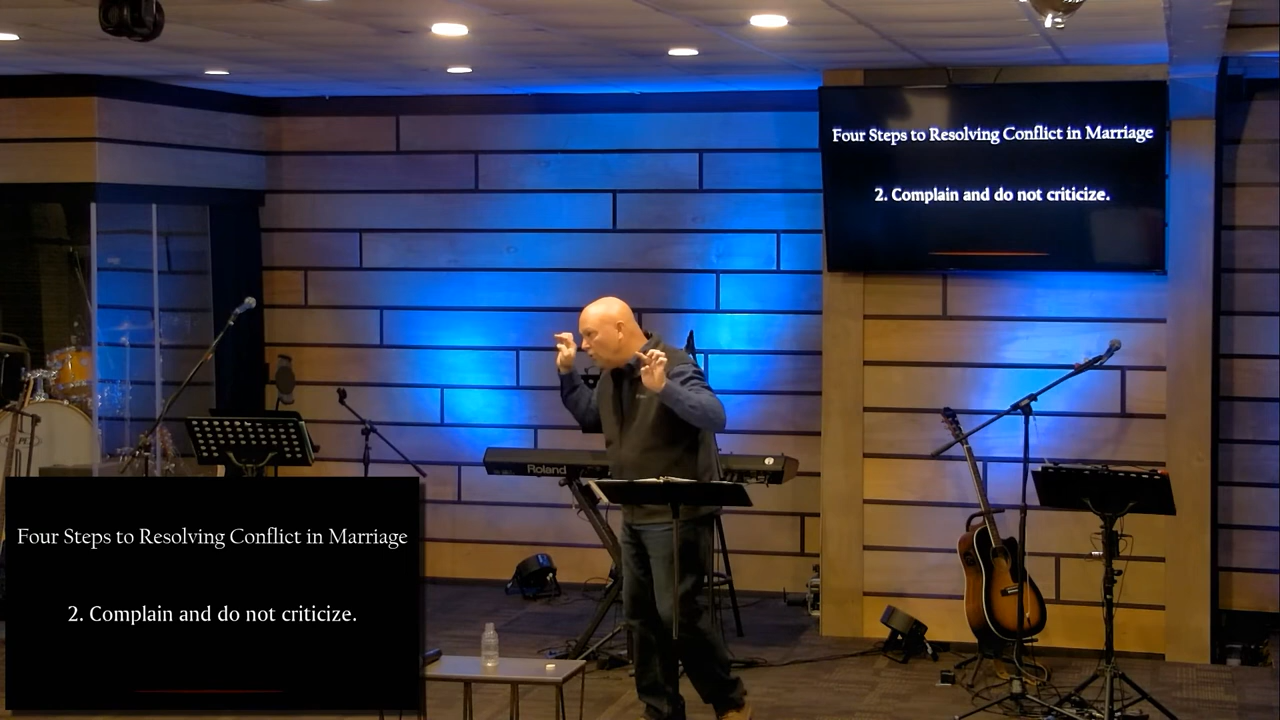 Four Steps to Resolving Conflict in Marriage
2. Complain and do not criticize.
Roland
Four Steps to Resolving Conflict in Marriage
2. Complain and do not criticize.